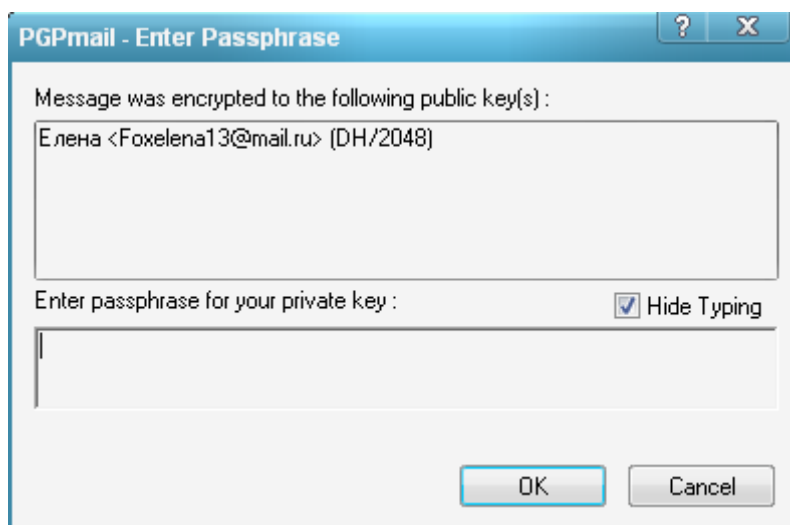 PGPmail - Enter Passphrase
Message was encrypted to the following public key(s) :
Елена <Foxelena13@mail.ru> (DH/2048)
Enter passphrase for your private key :
Hide Typing
OK
Cancel